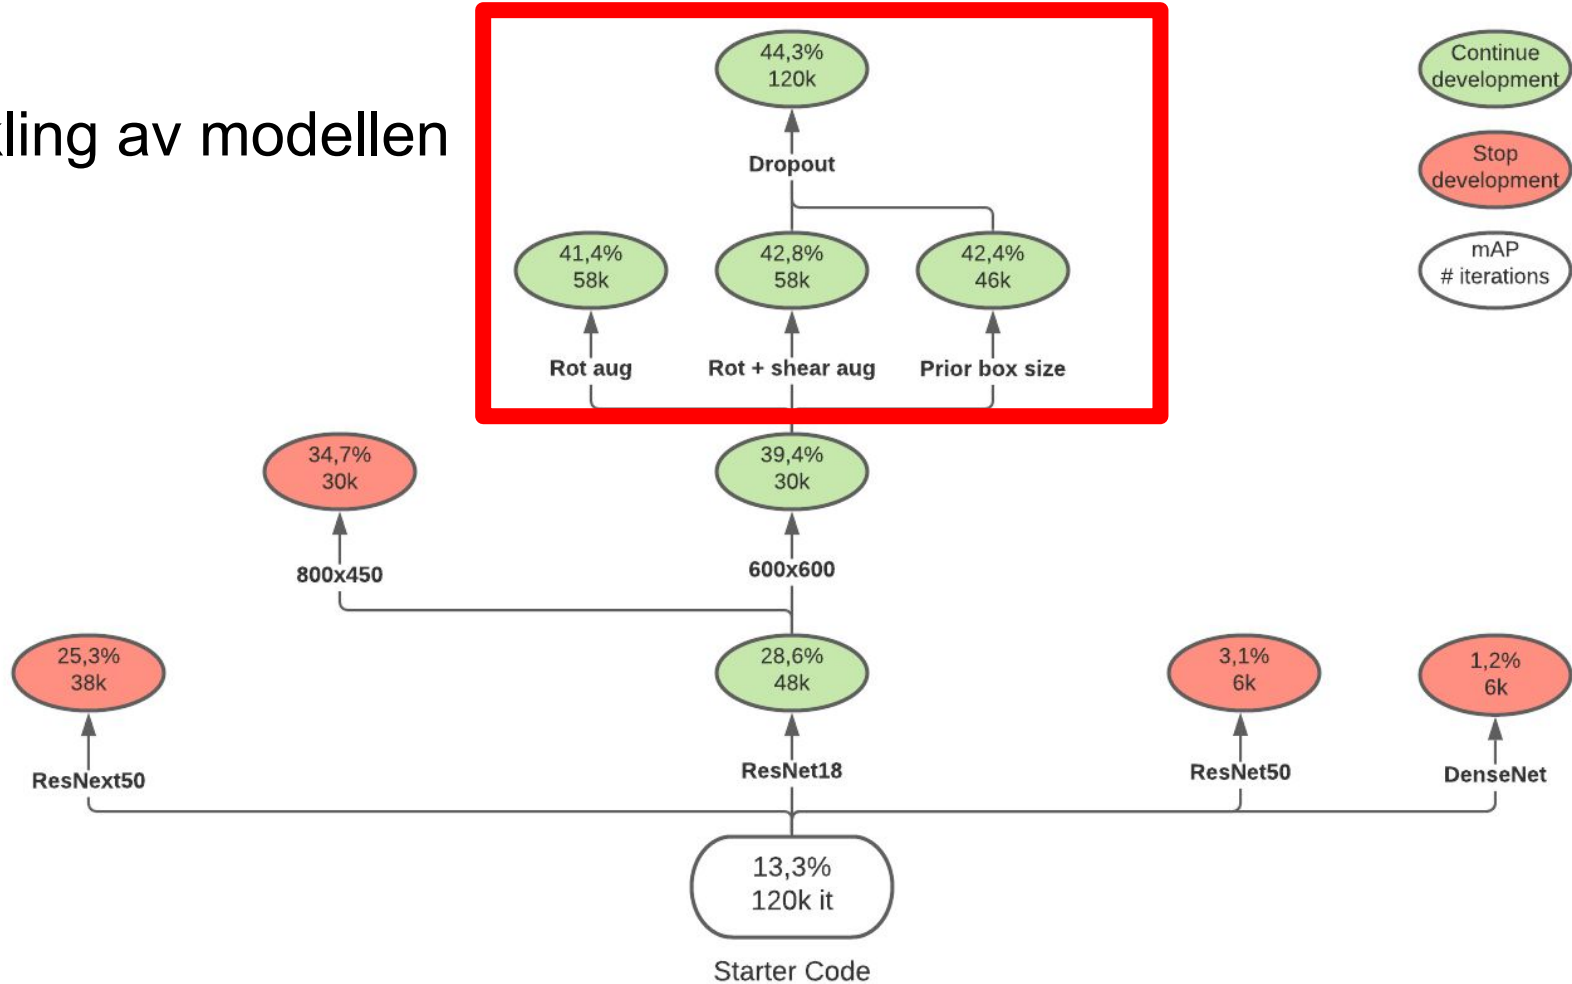 kling av modellen
44,3%
120k
Dropout
41,4%
58k
42,8%
58k
42,4%
46k
Rot aug
Rot + shear aug
Prior box size
34,7%
30k
39,4%
30k
800x450
600x600
25,3%
38k
28,6%
48k
3,1%
6k
1,2%
6k
ResNext50
ResNet18
ResNet50
DenseNet
13,3%
120k it
Starter Code
Continue
development
Stop
development
mAP
# iterations